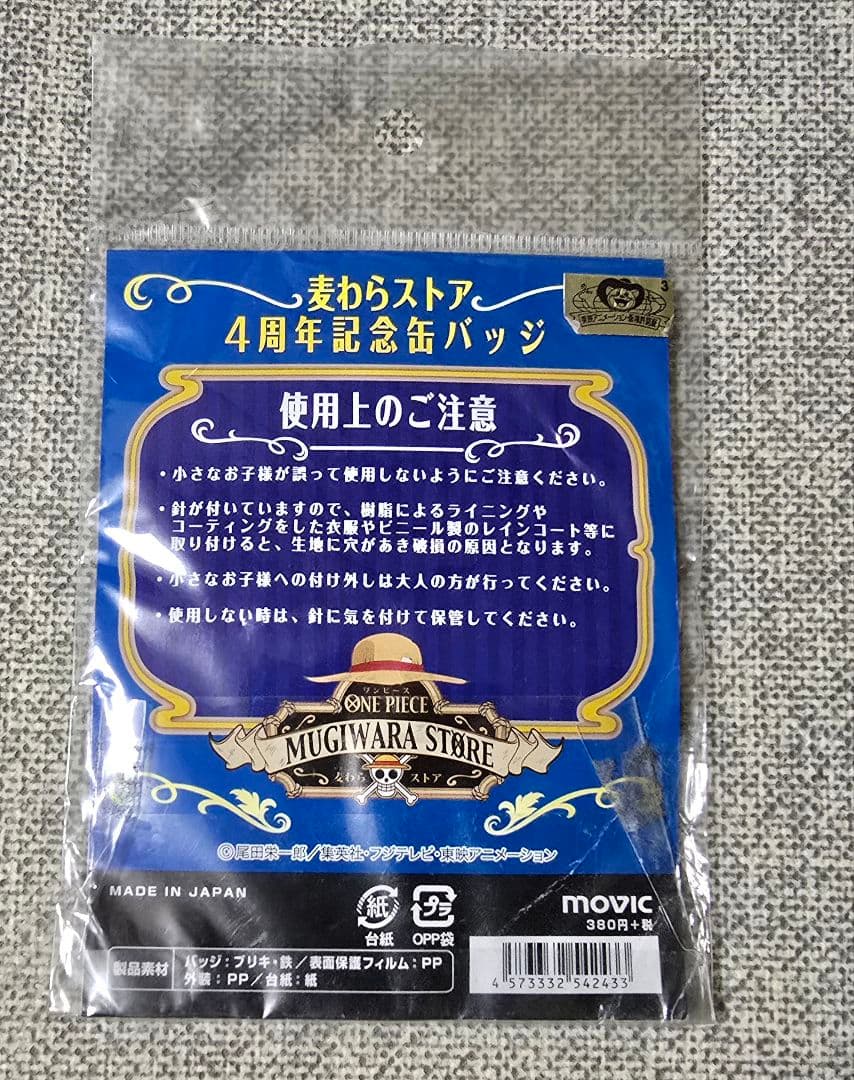 麦わらストア
4周年記念缶バッジ
3
使用上のご注意
・小さなお子様が誤って使用しないようにご注意ください。
・針が付いていますので、樹脂によるライニングや
コーティングをした衣服やビニール製のレインコート等に
取り付けると、生地に穴があき破損の原因となります。
・小さなお子様への付け外しは大人の方が行ってください。
・使用しない時は、針に気を付けて保管してください。
ワンピース
ONE PIECE
MUGIWARA STORE
麦わら ストア
©尾田栄一郎/集英社・フジテレビ・東映アニメーション
MADE IN JAPAN
紙
台紙
プラ
OPP袋
movic
380円+税
製品素材
バッジ:ブリキ・鉄/表面保護フィルム:PP
外装:PP/台紙:紙
4 573332 542433